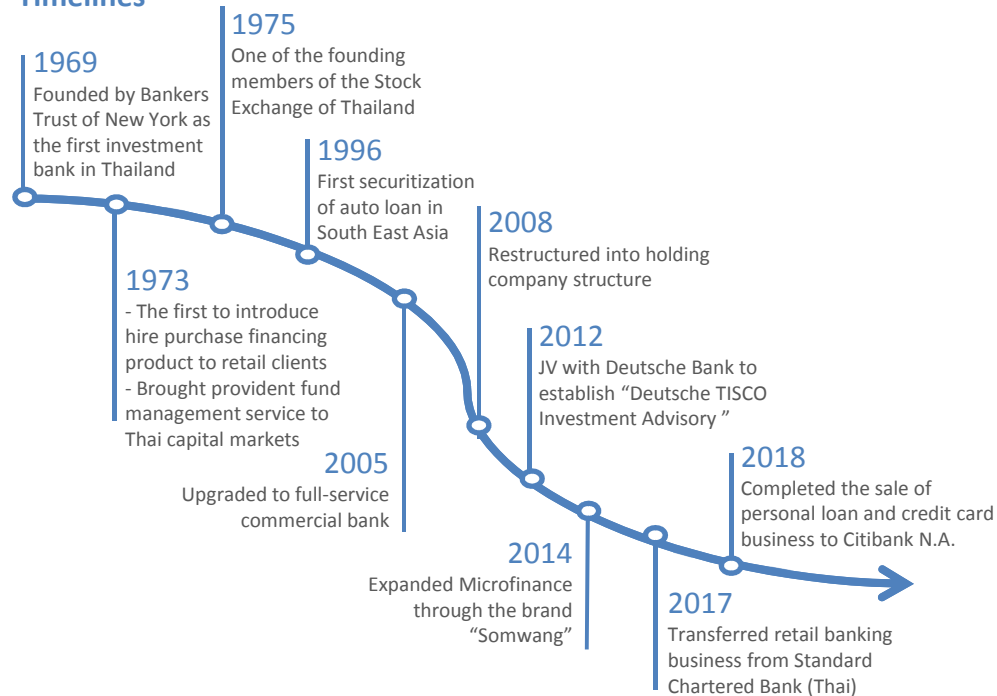 Timelines
1969
Founded by Bankers
Trust of New York as
the first investment
bank in Thailand
1973
- The first to introduce
hire purchase financing
product to retail clients
- Brought provident fund
management service to
Thai capital markets
1975
One of the founding
members of the Stock
Exchange of Thailand
1996
First securitization
of auto loan in
South East Asia
2005
Upgraded to full-service
commercial bank
2008
Restructured into holding
company structure
2012
JV with Deutsche Bank to
establish “Deutsche TISCO
Investment Advisory ”
2014
Expanded Microfinance
through the brand
“Somwang”
2017
Transferred retail banking
business from Standard
Chartered Bank (Thai)
2018
Completed the sale of
personal loan and credit card
business to Citibank N.A.